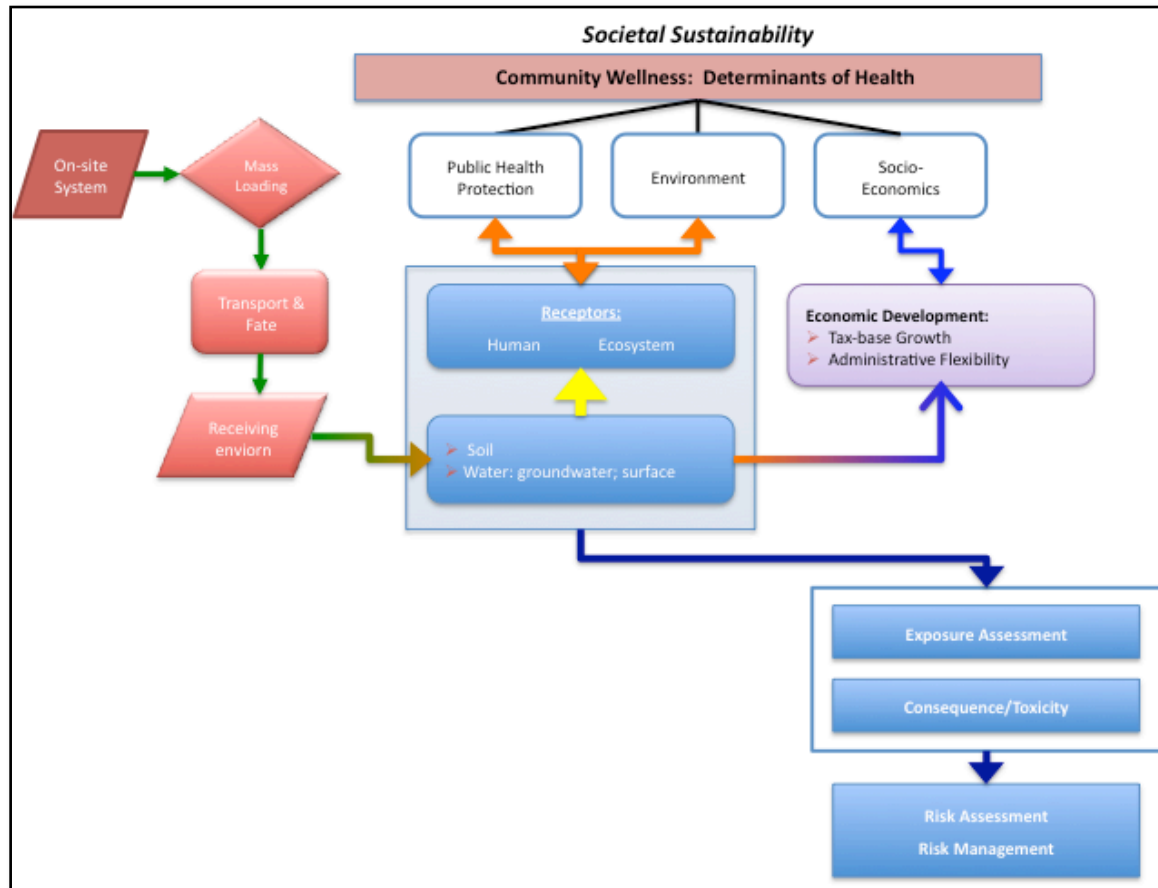 Societal Sustainability
Community Wellness: Determinants of Health
On-site
System
Mass
Loading
Public Health
Protection
Environment
Socio-
Economics
Transport &
Fate
Receptors:
Human Ecosystem
Economic Development:
Tax-base Growth
Administrative Flexibility
Receiving
enviorn
Soil
Water: groundwater; surface
Exposure Assessment
Consequence/Toxicity
Risk Assessment
Risk Management